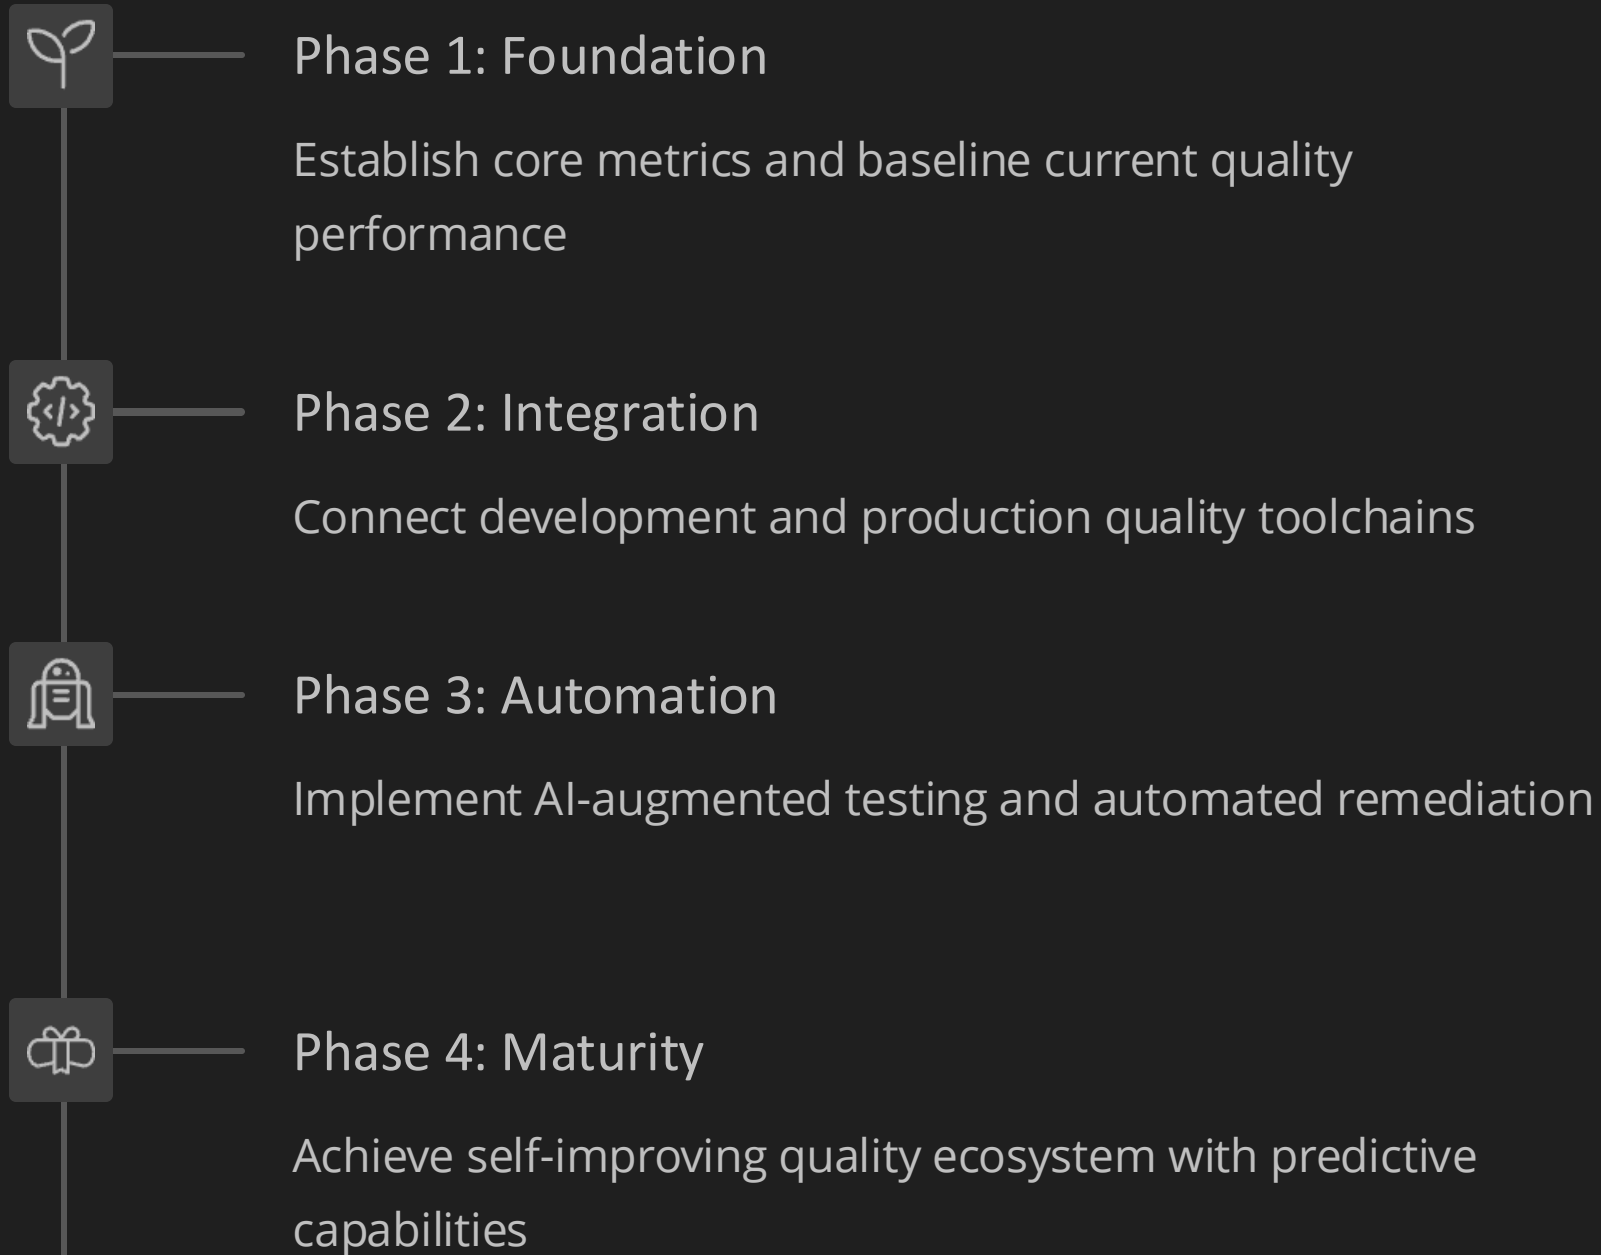 Phase 1: Foundation
Establish core metrics and baseline current quality
performance
Phase 2: Integration
Connect development and production quality toolchains
Phase 3: Automation
Implement AI-augmented testing and automated remediation
Phase 4: Maturity
Achieve self-improving quality ecosystem with predictive
capabilities